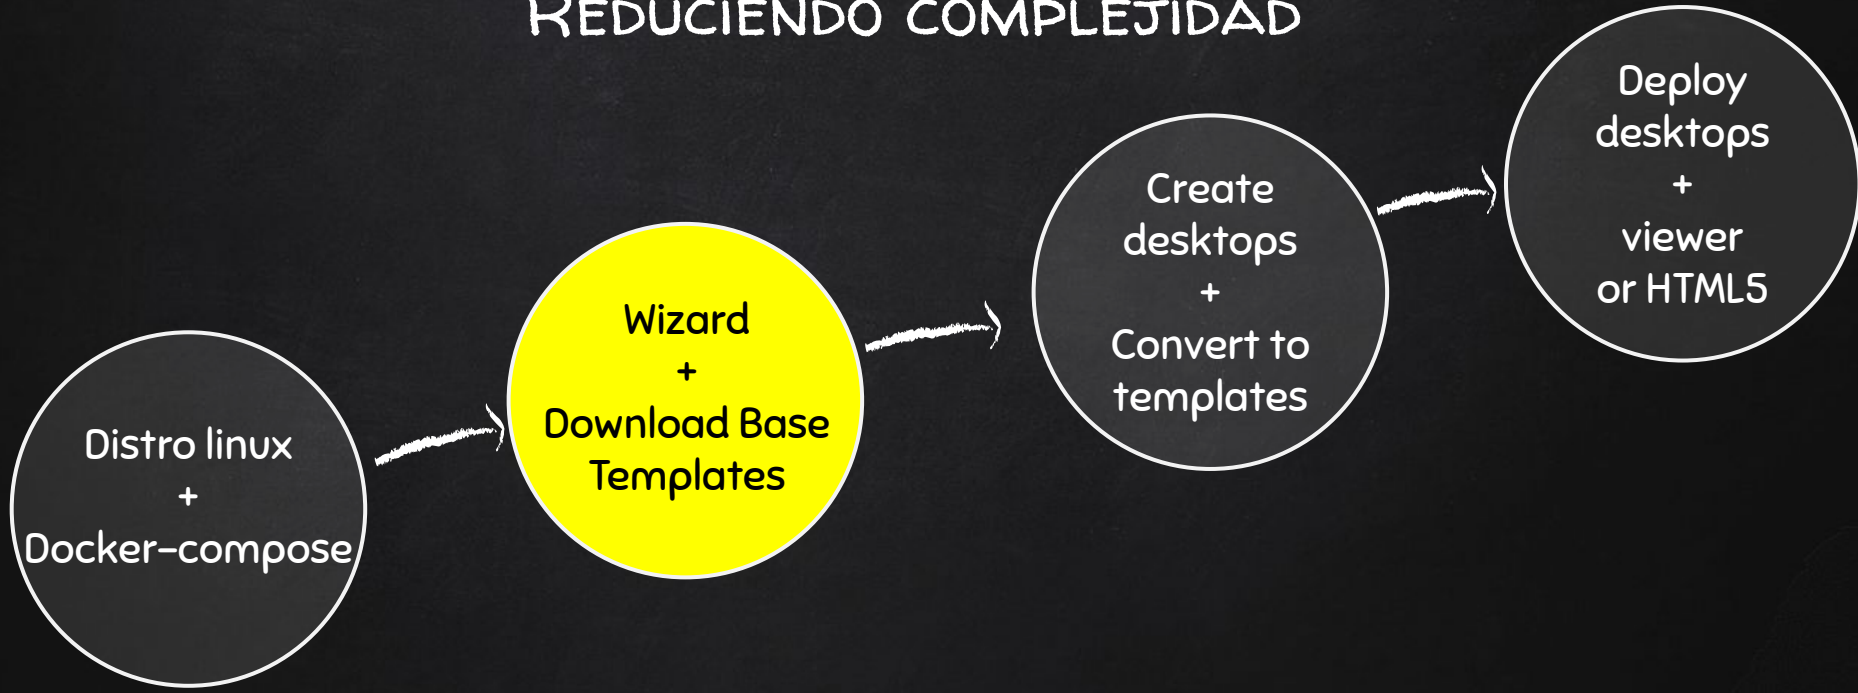 REDUCIENDO COMPLEJIDAD
Distro linux
+
Docker-compose
Wizard
+
Download Base
Templates
Create
desktops
+
Convert to
templates
Deploy
desktops
+
viewer
or HTML5